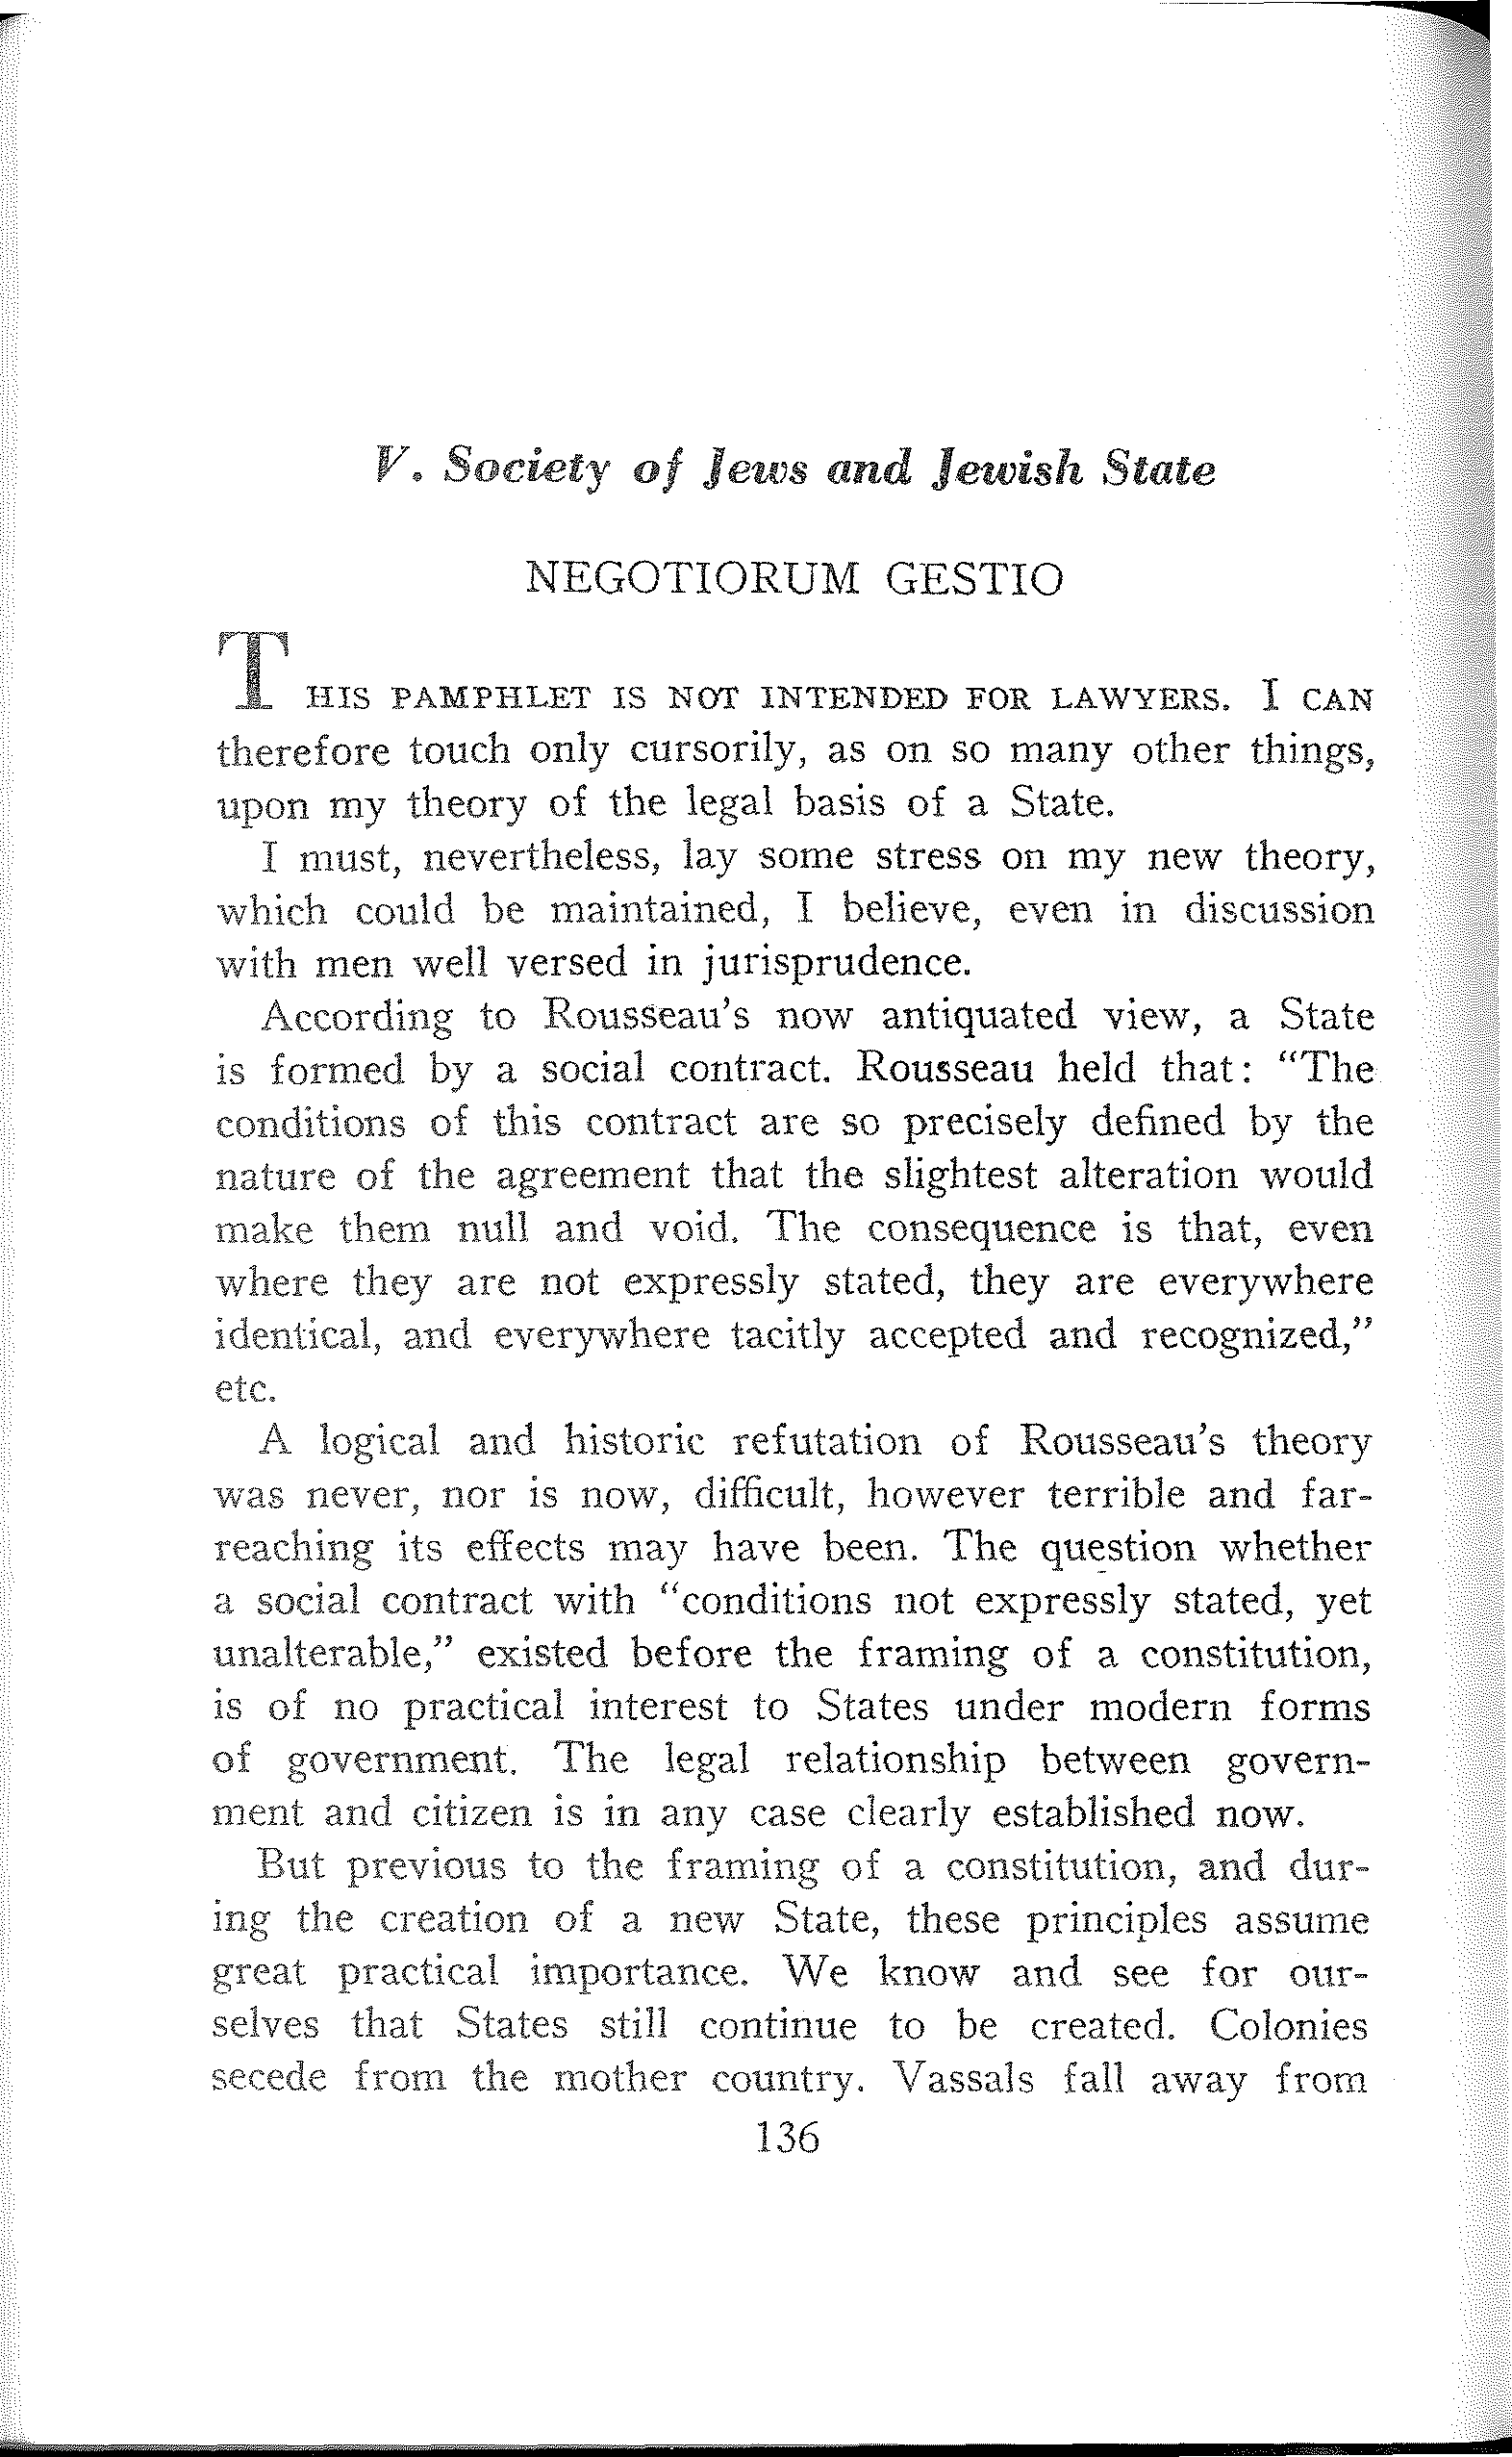 V. Society of Jews and Jewish State
NEGOTIORUM GESTIO
THIS PAMPHLET IS NOT INTENDED FOR LAWYERS. I CAN
therefore touch only cursorily, as on so many other things,
upon my theory of the legal basis of a State.
I must, nevertheless, lay some stress on my new theory,
which could be maintained, I believe, even in discussion
with men well versed in jurisprudence.
According to Rousseau's now antiquated view, a State
is formed by a social contract. Rousseau held that: “The
conditions of this contract are so precisely defined by the
nature of the agreement that the slightest alteration would
make them null and void. The consequence is that, even
where they are not expressly stated, they are everywhere
identical, and everywhere tacitly accepted and recognized,”
etc.
A logical and historic refutation of Rousseau's theory
was never, nor is now, difficult, however terrible and far-
reaching its effects may have been. The question whether
a social contract with “conditions not expressly stated, yet
unalterable,” existed before the framing of a constitution,
is of no practical interest to States under modern forms
of government. The legal relationship between govern-
ment and citizen is in any case clearly established now.
But previous to the framing of a constitution, and dur-
ing the creation of a new State, these principles assume
great practical importance. We know and see for our-
selves that States still continue to be created. Colonies
secede from the mother country. Vassals fall away from
136